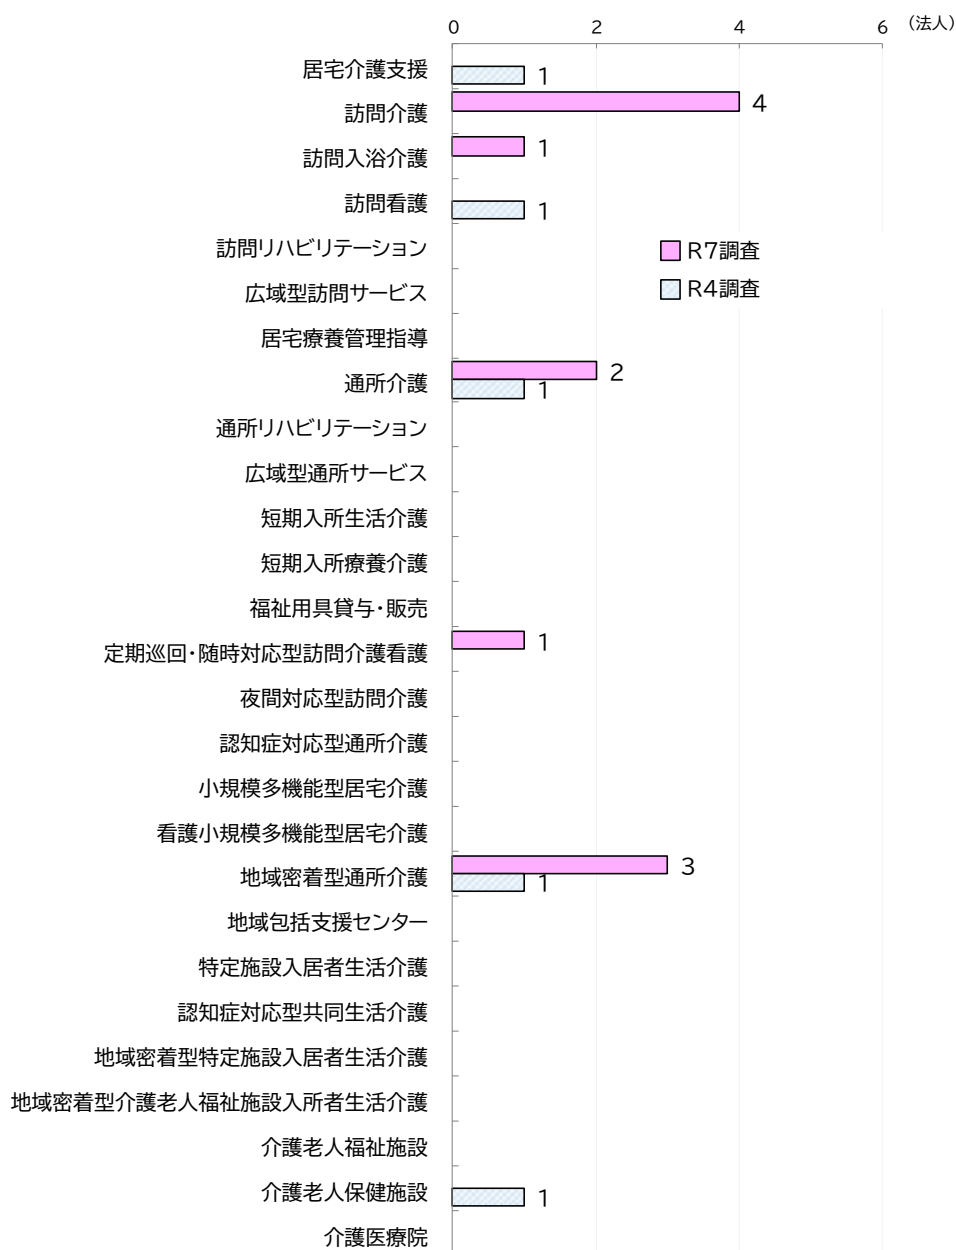 0 2 4 6 （法人）
居宅介護支援 1
訪問介護 4
訪問入浴介護 1
訪問看護 1
訪問リハビリテーション
R7調査
広域型訪問サービス
R4調査
居宅療養管理指導
通所介護 2
1
通所リハビリテーション
広域型通所サービス
短期入所生活介護
短期入所療養介護
福祉用具貸与・販売
定期巡回・随時対応型訪問介護看護 1
夜間対応型訪問介護
認知症対応型通所介護
小規模多機能型居宅介護
看護小規模多機能型居宅介護
地域密着型通所介護 3
1
地域包括支援センター
特定施設入居者生活介護
認知症対応型共同生活介護
地域密着型特定施設入居者生活介護
地域密着型介護老人福祉施設入所者生活介護
介護老人福祉施設
介護老人保健施設 1
介護医療院